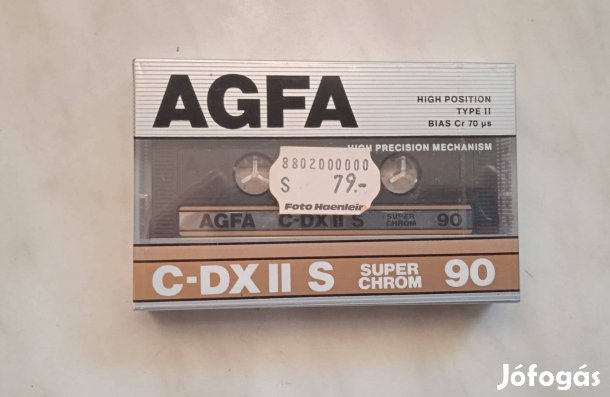 AGFA
HIGH POSITION
TYPE II
BIAS Cr 70 µs
HIGH PRECISION MECHANISM
8802000000
S 79.-
Foto Haenlein
AGFA C-DX II S SUPER CHROM 90
C-DX II S SUPER CHROM 90
Jófogás